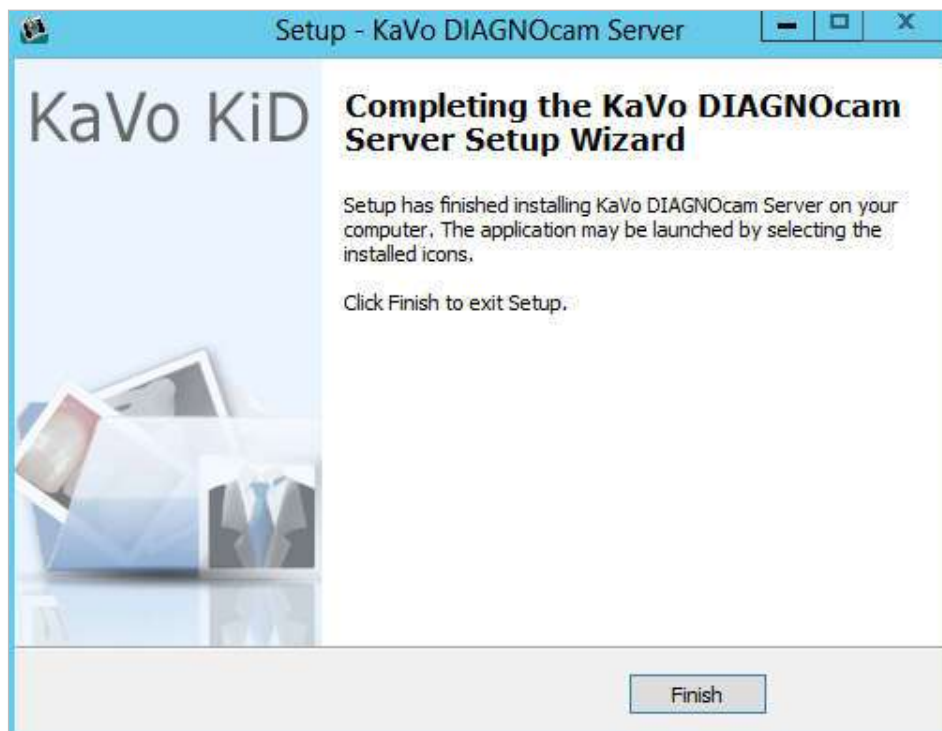 Setup - KaVo DIAGNOcam Server
KaVo KiD
Completing the KaVo DIAGNOcam
Server Setup Wizard
Setup has finished installing KaVo DIAGNOcam Server on your
computer. The application may be launched by selecting the
installed icons.
Click Finish to exit Setup.
Finish